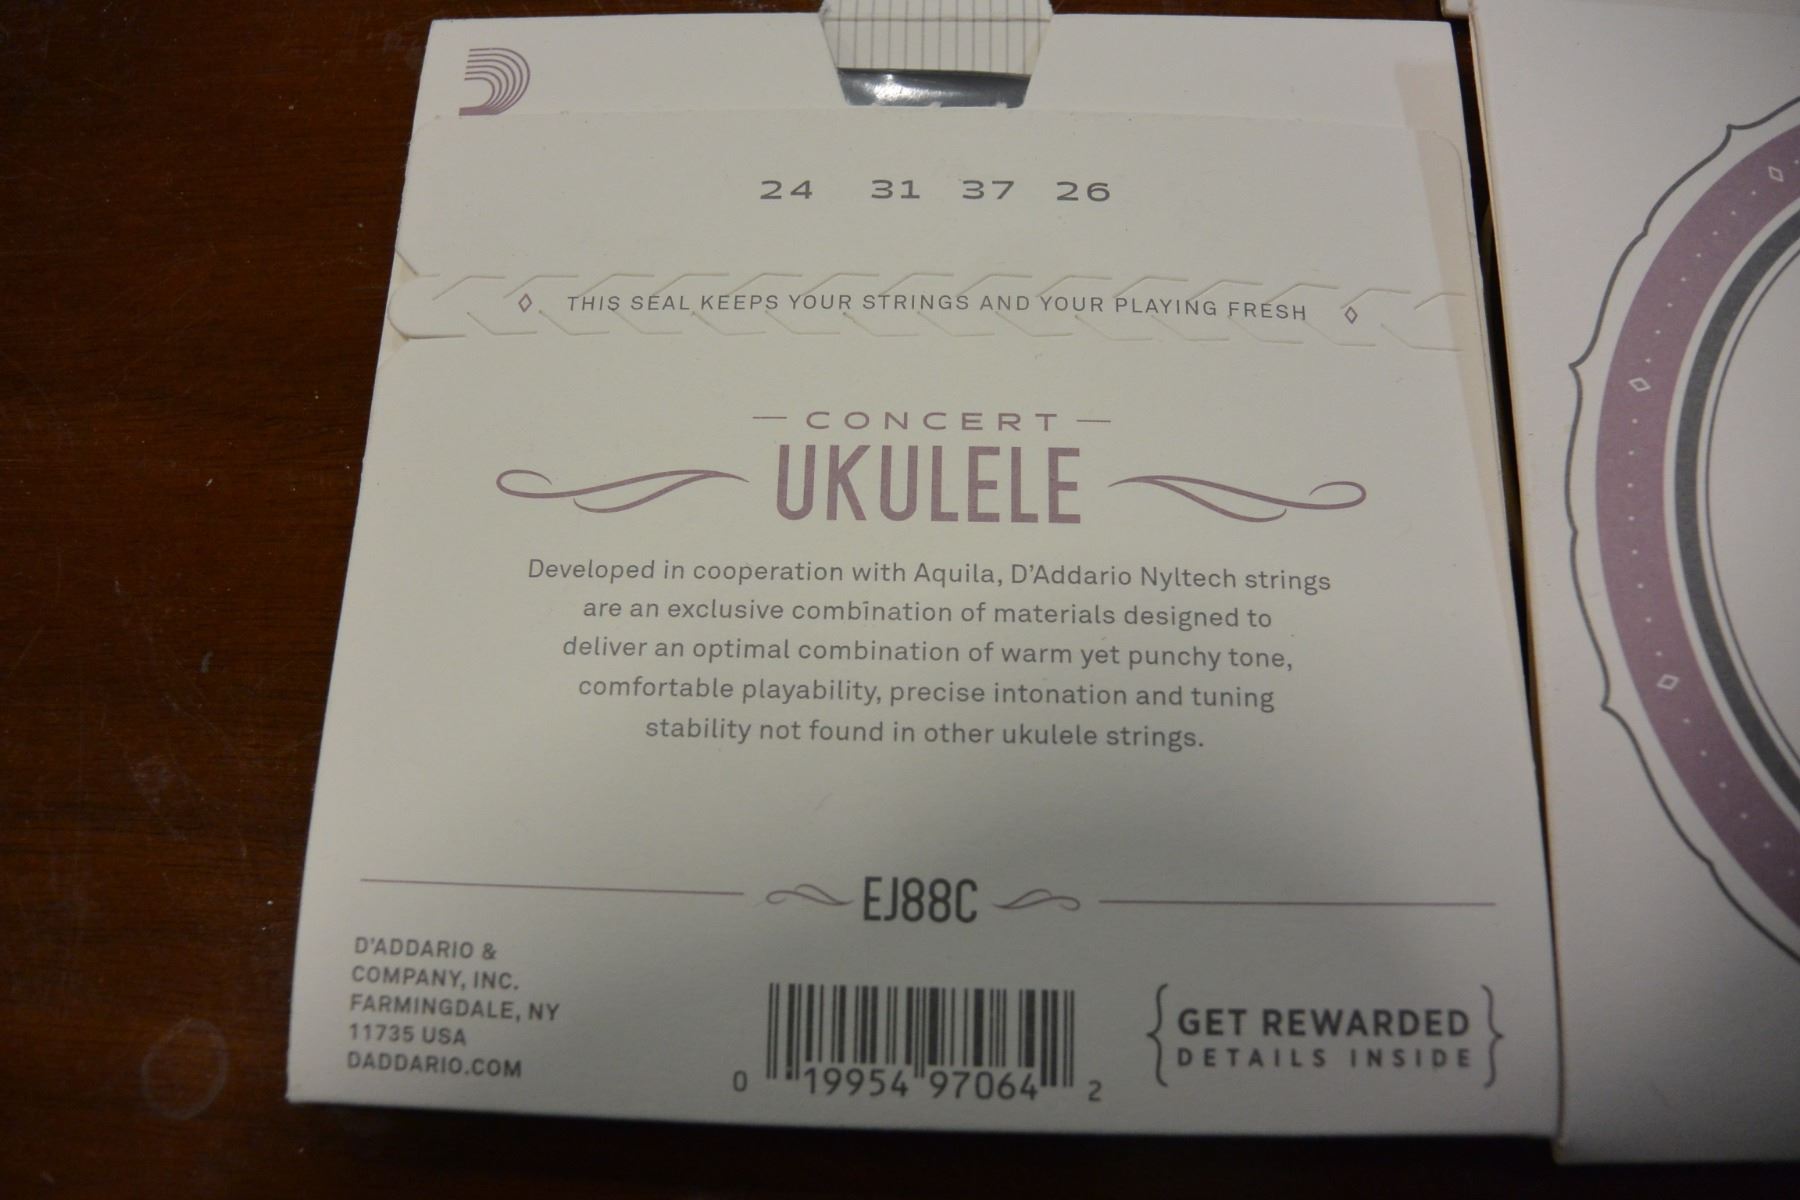 24 31 37 26
THIS SEAL KEEPS YOUR STRINGS AND YOUR PLAYING FRESH
CONCERT
UKULELE
Developed in cooperation with Aquila, D'Addario Nyltech strings
are an exclusive combination of materials designed to
deliver an optimal combination of warm yet punchy tone,
comfortable playability, precise intonation and tuning
stability not found in other ukulele strings.
EJ88C
D'ADDARIO &
COMPANY, INC.
FARMINGDALE, NY
11735 USA
DADDARIO.COM
0 19954 97064 2
GET REWARDED
DETAILS INSIDE